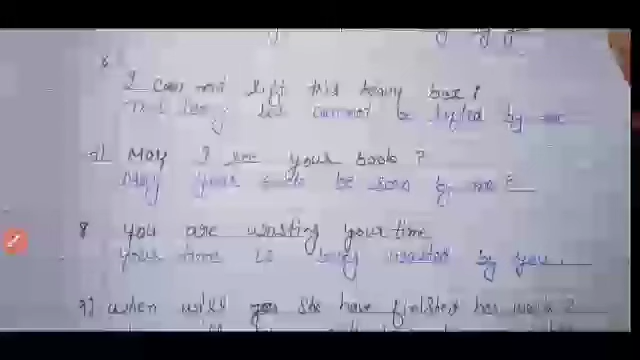 6
I can not lift this heavy box?
This heavy box cannot be lifted by me
7) May I see your book?
May your book be seen by me?
8 you are wasting your time
your time is being wasted by you
9) when will you she have finished her work?